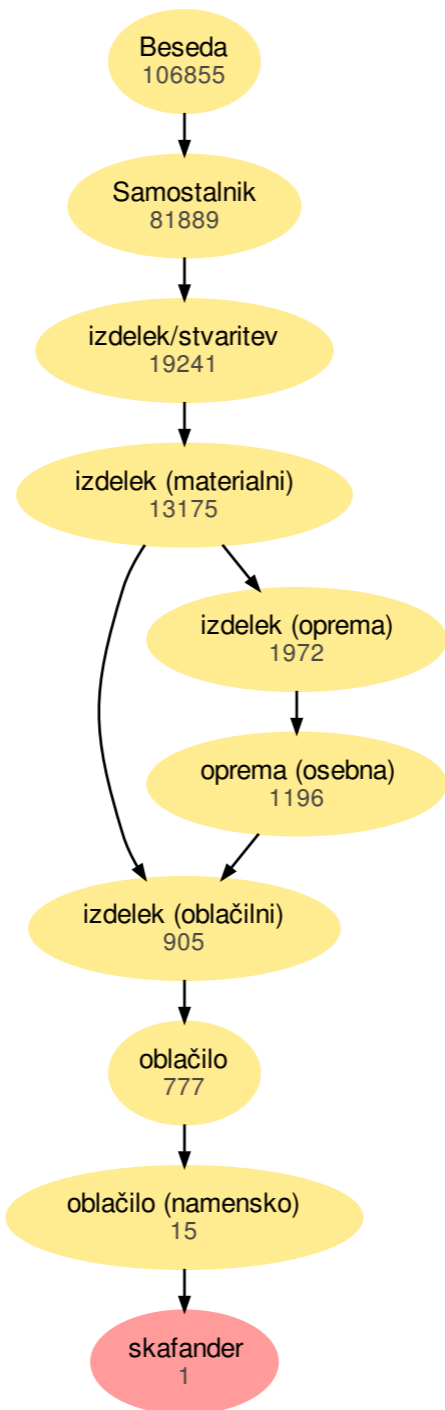 Beseda
106855
Samostalnik
81889
izdelek/stvaritev
19241
izdelek (materialni)
13175
izdelek (oprema)
1972
oprema (osebna)
1196
izdelek (oblačilni)
905
oblačilo
777
oblačilo (namensko)
15
skafander
1